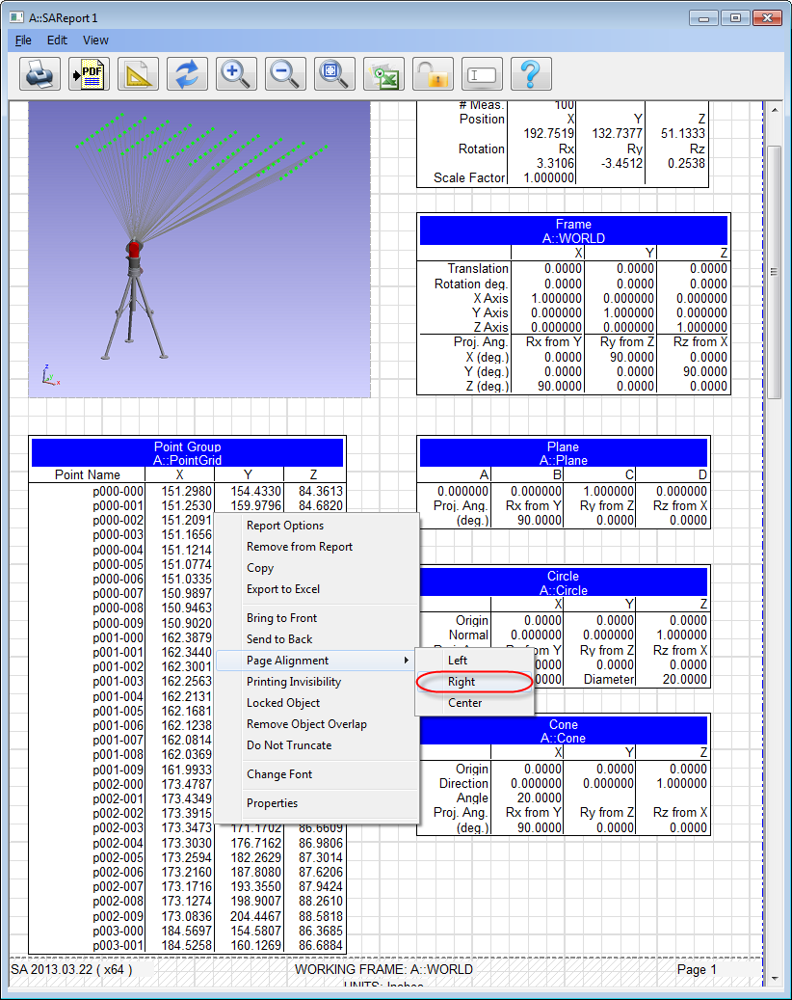 A::SAReport 1
File Edit View
PDF
# Meas. 100
Position X Y Z
192.7519 132.7377 51.1333
Rotation Rx Ry Rz
3.3106 -3.4512 0.2538
Scale Factor 1.000000
z
y
x
Frame
A::WORLD
X Y Z
Translation 0.0000 0.0000 0.0000
Rotation deg. 0.0000 0.0000 0.0000
X Axis 1.000000 0.000000 0.000000
Y Axis 0.000000 1.000000 0.000000
Z Axis 0.000000 0.000000 1.000000
Proj. Ang. Rx from Y Ry from Z Rz from X
X (deg.) 0.0000 90.0000 0.0000
Y (deg.) 0.0000 0.0000 90.0000
Z (deg.) 90.0000 0.0000 0.0000
Point Group
A::PointGrid
Point Name X Y Z
p000-000 151.2980 154.4330 84.3613
p000-001 151.2530 159.9796 84.6820
p000-002 151.2091
p000-003 151.1656
p000-004 151.1214
p000-005 151.0774
p000-006 151.0335
p000-007 150.9897
p000-008 150.9463
p000-009 150.9020
p001-000 162.3879
p001-001 162.3440
p001-002 162.3001
p001-003 162.2563
p001-004 162.2131
p001-005 162.1681
p001-006 162.1238
p001-007 162.0814
p001-008 162.0369
p001-009 161.9933
p002-000 173.4787
p002-001 173.4349
p002-002 173.3915
p002-003 173.3473 171.1702 86.6609
p002-004 173.3030 176.7162 86.9806
p002-005 173.2594 182.2629 87.3014
p002-006 173.2160 187.8080 87.6206
p002-007 173.1716 193.3550 87.9424
p002-008 173.1274 198.9007 88.2610
p002-009 173.0836 204.4467 88.5818
p003-000 184.5697 154.5807 86.3685
p003-001 184.5258 160.1269 86.6884
Report Options
Remove from Report
Copy
Export to Excel
Bring to Front
Send to Back
Page Alignment
Printing Invisibility
Locked Object
Remove Object Overlap
Do Not Truncate
Change Font
Properties
Left
Right
Center
Plane
A::Plane
A B C D
0.000000 0.000000 1.000000 0.000000
Proj. Ang. Rx from Y Ry from Z Rz from X
(deg.) 90.0000 0.0000 0.0000
Circle
A::Circle
X Y Z
Origin 0.0000 0.0000 0.0000
Normal 0.000000 0.000000 1.000000
from Z Rz from X
0.0000 0.0000
Diameter 20.0000
Cone
A::Cone
X Y Z
Origin 0.0000 0.0000 0.0000
Direction 0.000000 0.000000 1.000000
Angle 20.0000
Proj. Ang. Rx from Y Ry from Z Rz from X
(deg.) 90.0000 0.0000 0.0000
SA 2013.03.22 ( x64 ) WORKING FRAME: A::WORLD Page 1
UNITS: Inches